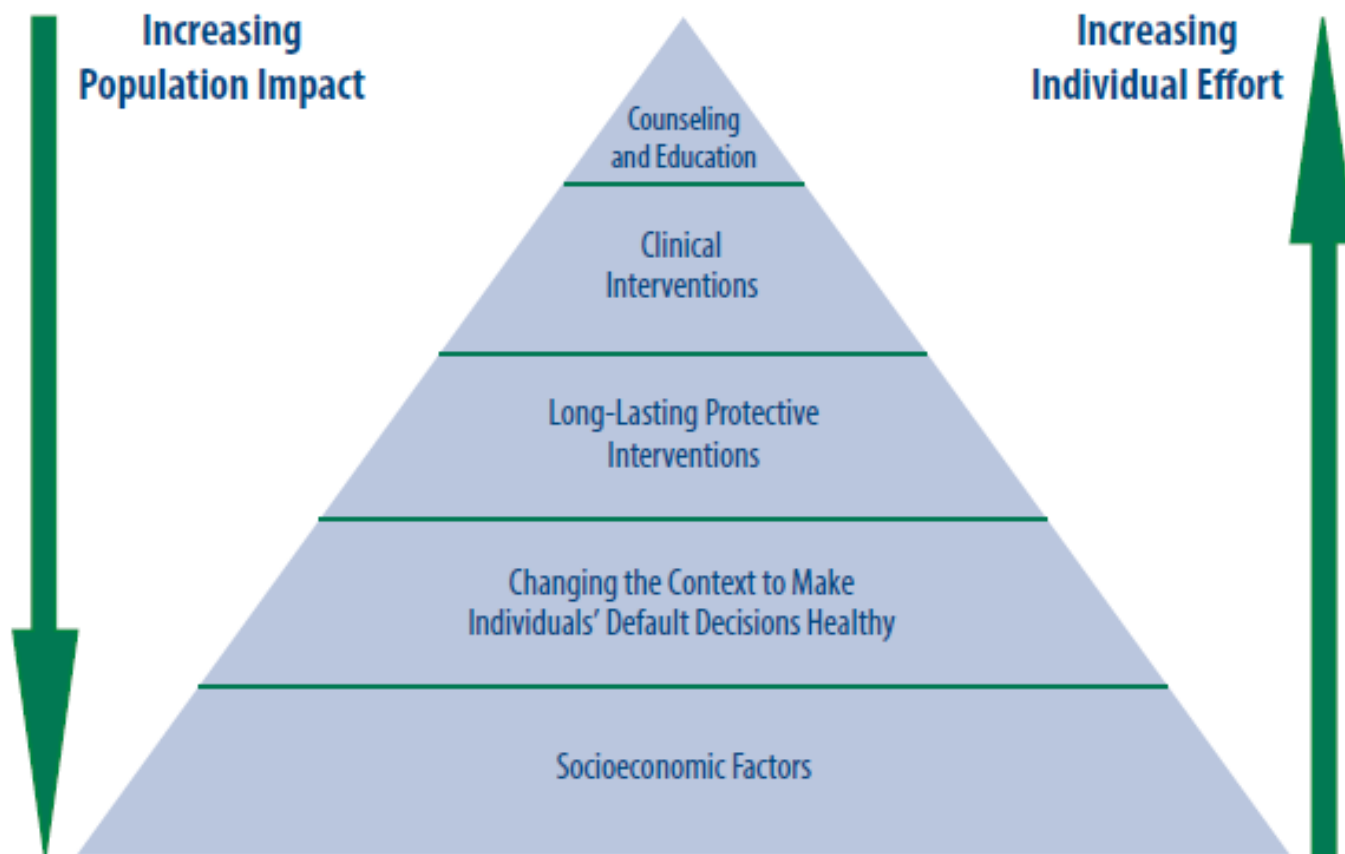 Increasing
Population Impact
Increasing
Individual Effort
Counseling
and Education
Clinical
Interventions
Long-Lasting Protective
Interventions
Changing the Context to Make
Individuals’ Default Decisions Healthy
Socioeconomic Factors